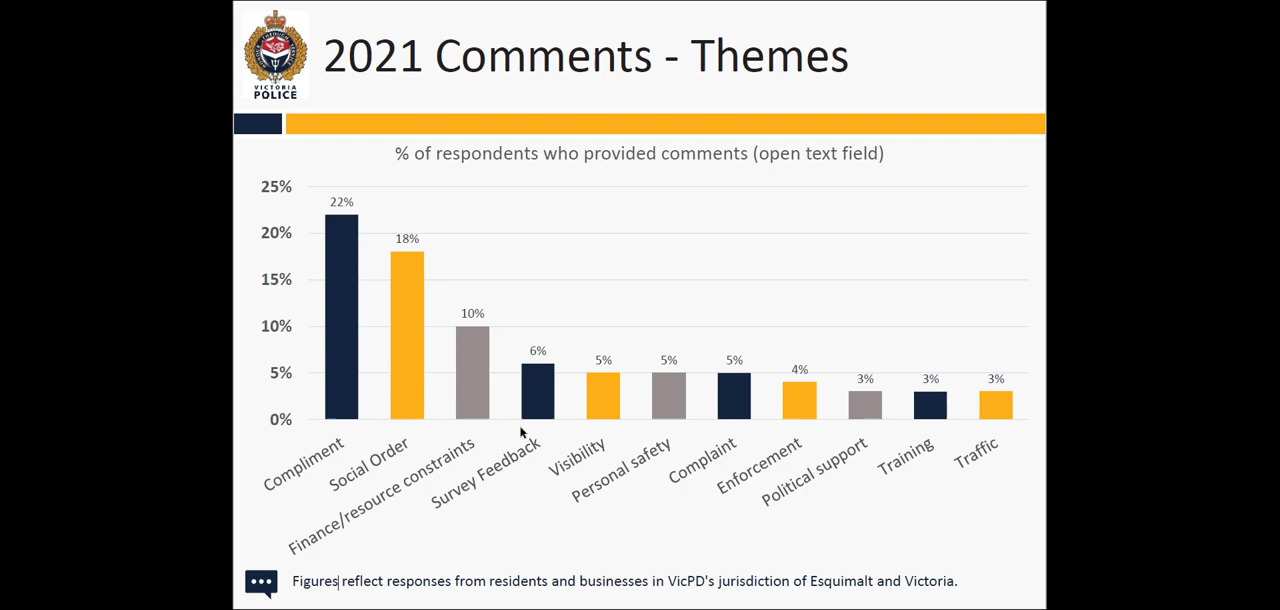 2021 Comments - Themes
VICTORIA
POLICE
% of respondents who provided comments (open text field)
25%
20%
15%
10%
5%
0%
22%
18%
10%
6%
5%
5%
5%
4%
3%
3%
3%
Compliment
Social Order
Finance/resource constraints
Survey Feedback
Visibility
Personal safety
Complaint
Enforcement
Political support
Training
Traffic
Figures reflect responses from residents and businesses in VicPD's jurisdiction of Esquimalt and Victoria.